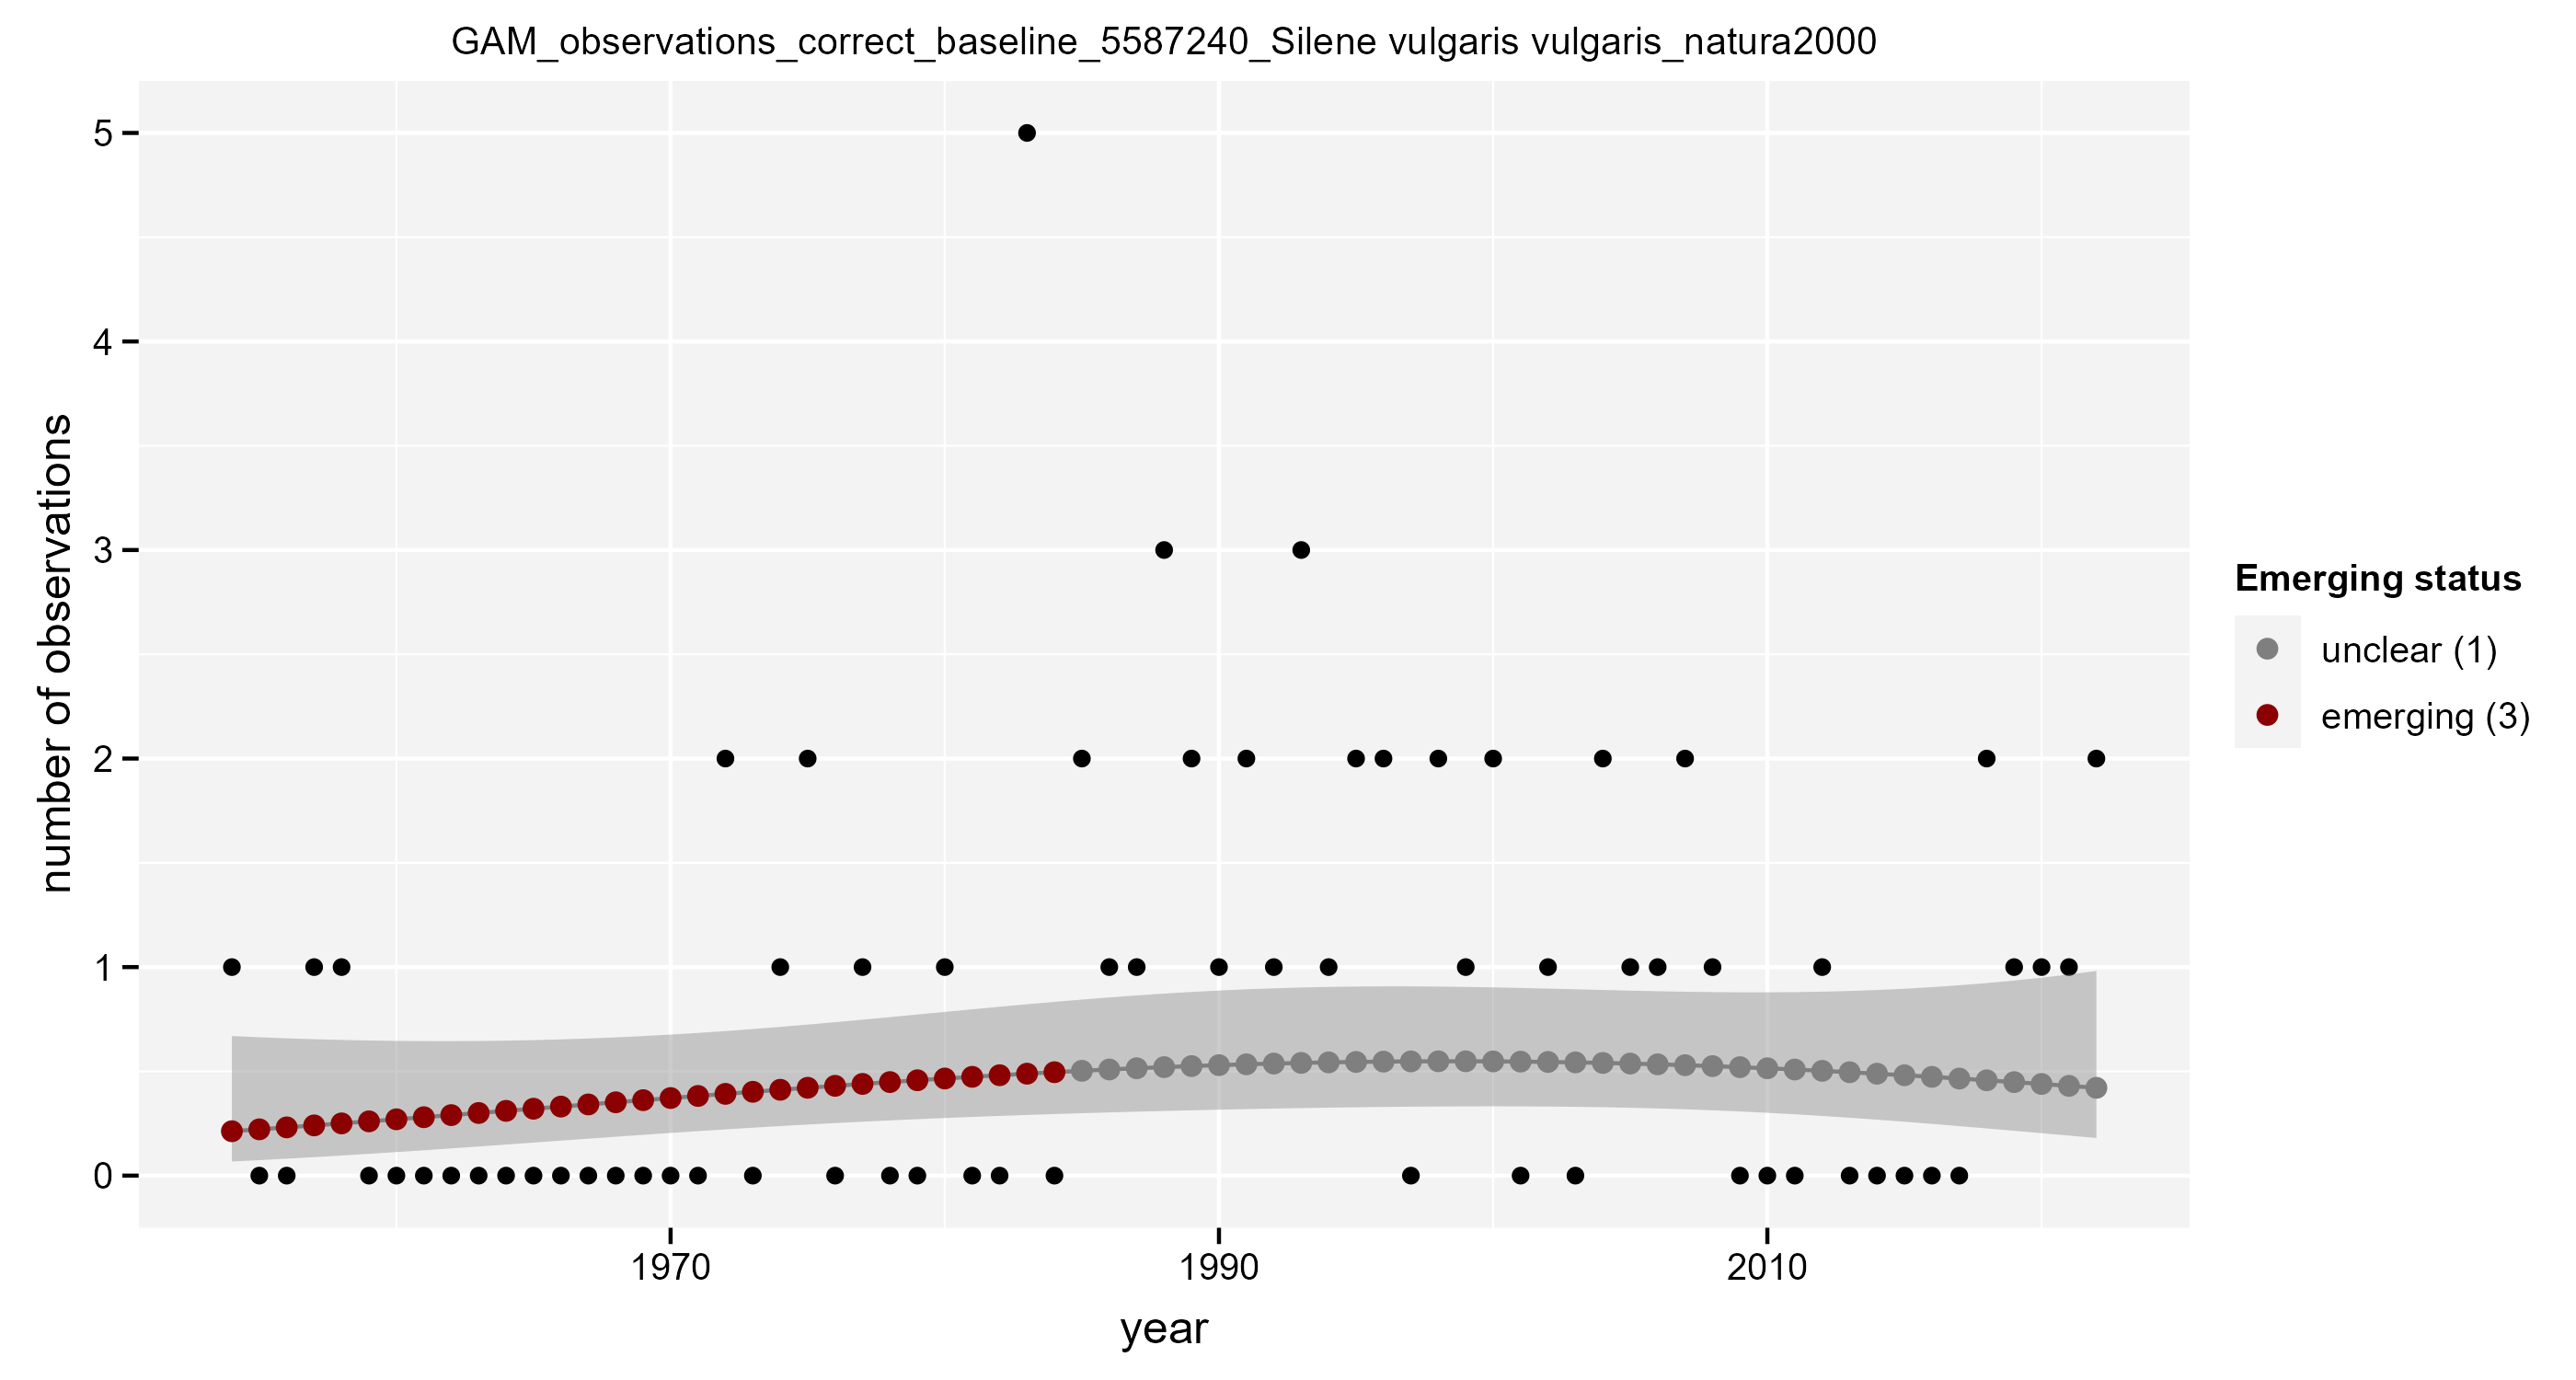 GAM_observations_correct_baseline_5587240_Silene vulgaris vulgaris_natura2000
number of observations
5
4
3
2
1
0
1970
1990
2010
year
Emerging status
unclear (1)
emerging (3)